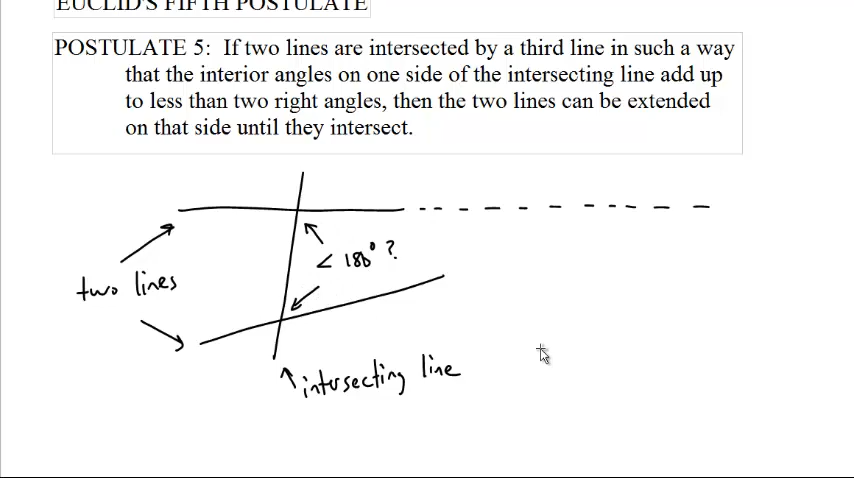 EUCLID'S FIFTH POSTULATE
POSTULATE 5: If two lines are intersected by a third line in such a way
that the interior angles on one side of the intersecting line add up
to less than two right angles, then the two lines can be extended
on that side until they intersect.
< 180° ?
two lines
intersecting line